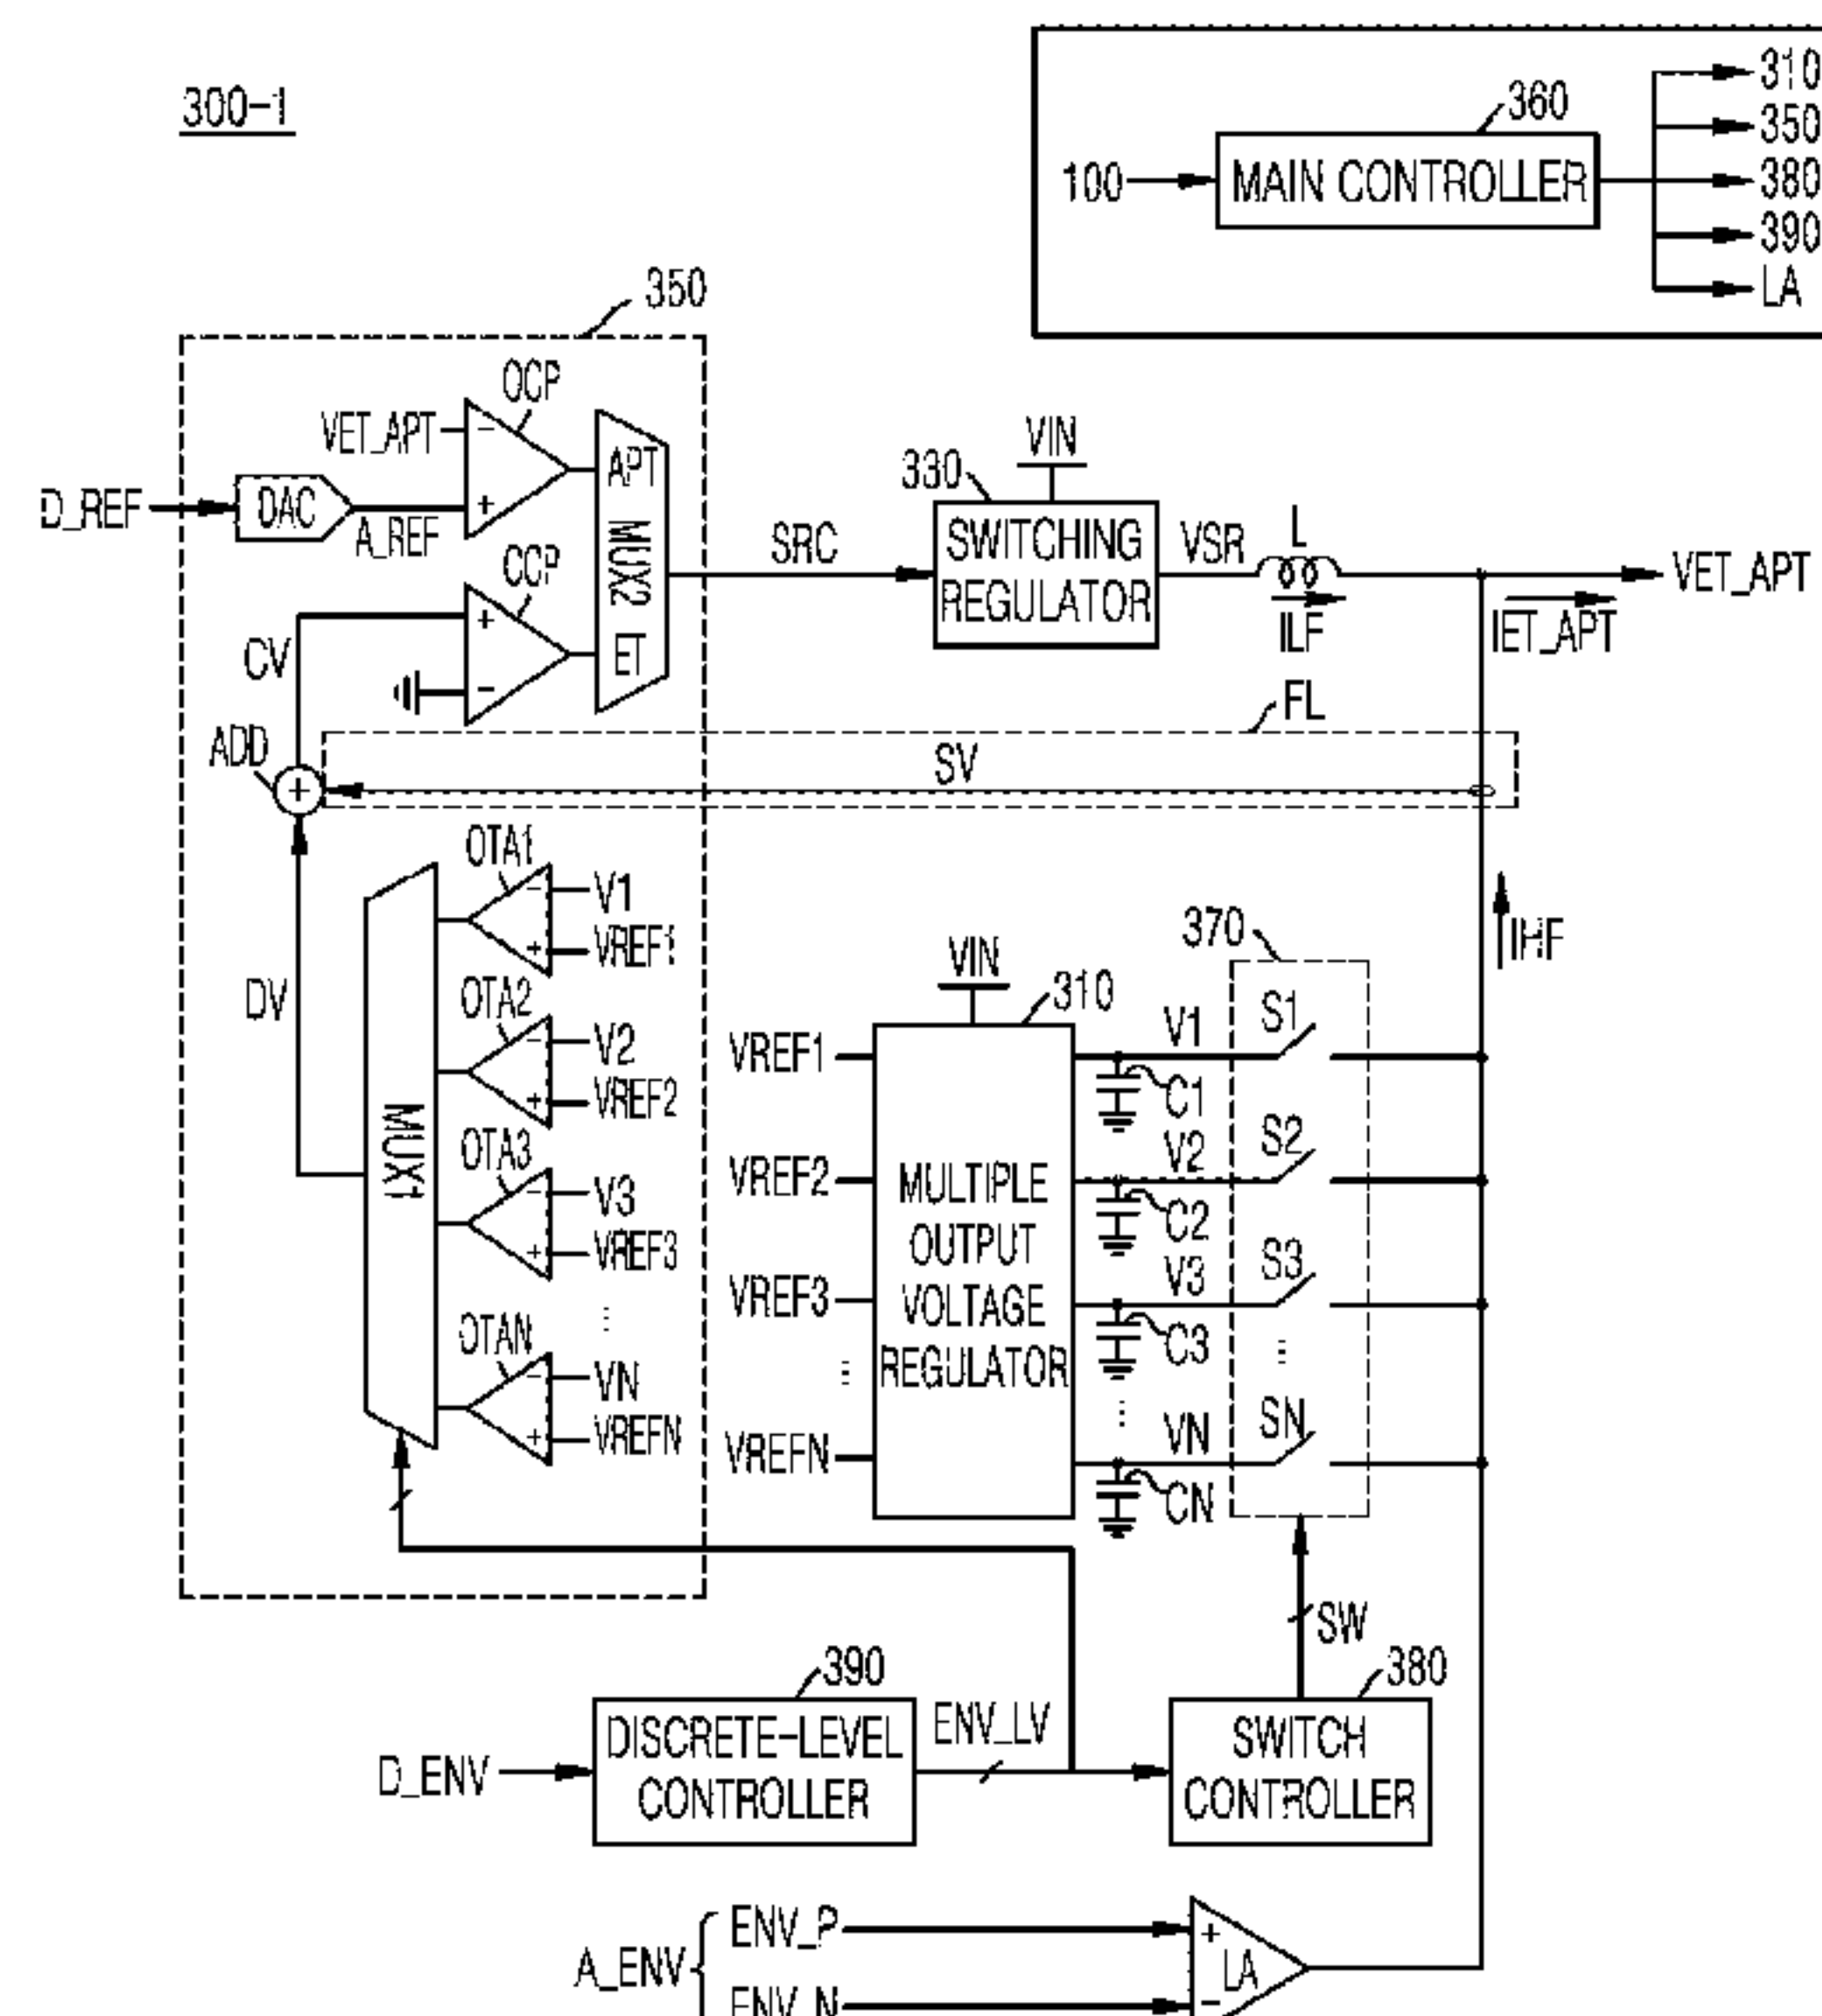 300-1
360
100
MAIN CONTROLLER
310
350
380
390
LA
350
OCP
VET_APT
-
+
D_REF
DAC
A_REF
CCP
+
-
APT
MUX2
ET
SRC
330
VIN
SWITCHING
REGULATOR
VSR
L
ILF
VET_APT
IET_APT
CV
ADD
+
FL
SV
DV
MUX1
OTA1
-
+
V1
VREF1
OTA2
-
+
V2
VREF2
OTA3
-
+
V3
VREF3
OTAN
-
+
VN
VREFN
VIN
310
VREF1
VREF2
VREF3
VREFN
MULTIPLE
OUTPUT
VOLTAGE
REGULATOR
V1
C1
V2
C2
V3
C3
VN
CN
370
S1
S2
S3
SN
IHF
SW
390
D_ENV
DISCRETE-LEVEL
CONTROLLER
ENV_LV
380
SWITCH
CONTROLLER
A_ENV
ENV_P
ENV_N
+
LA
-